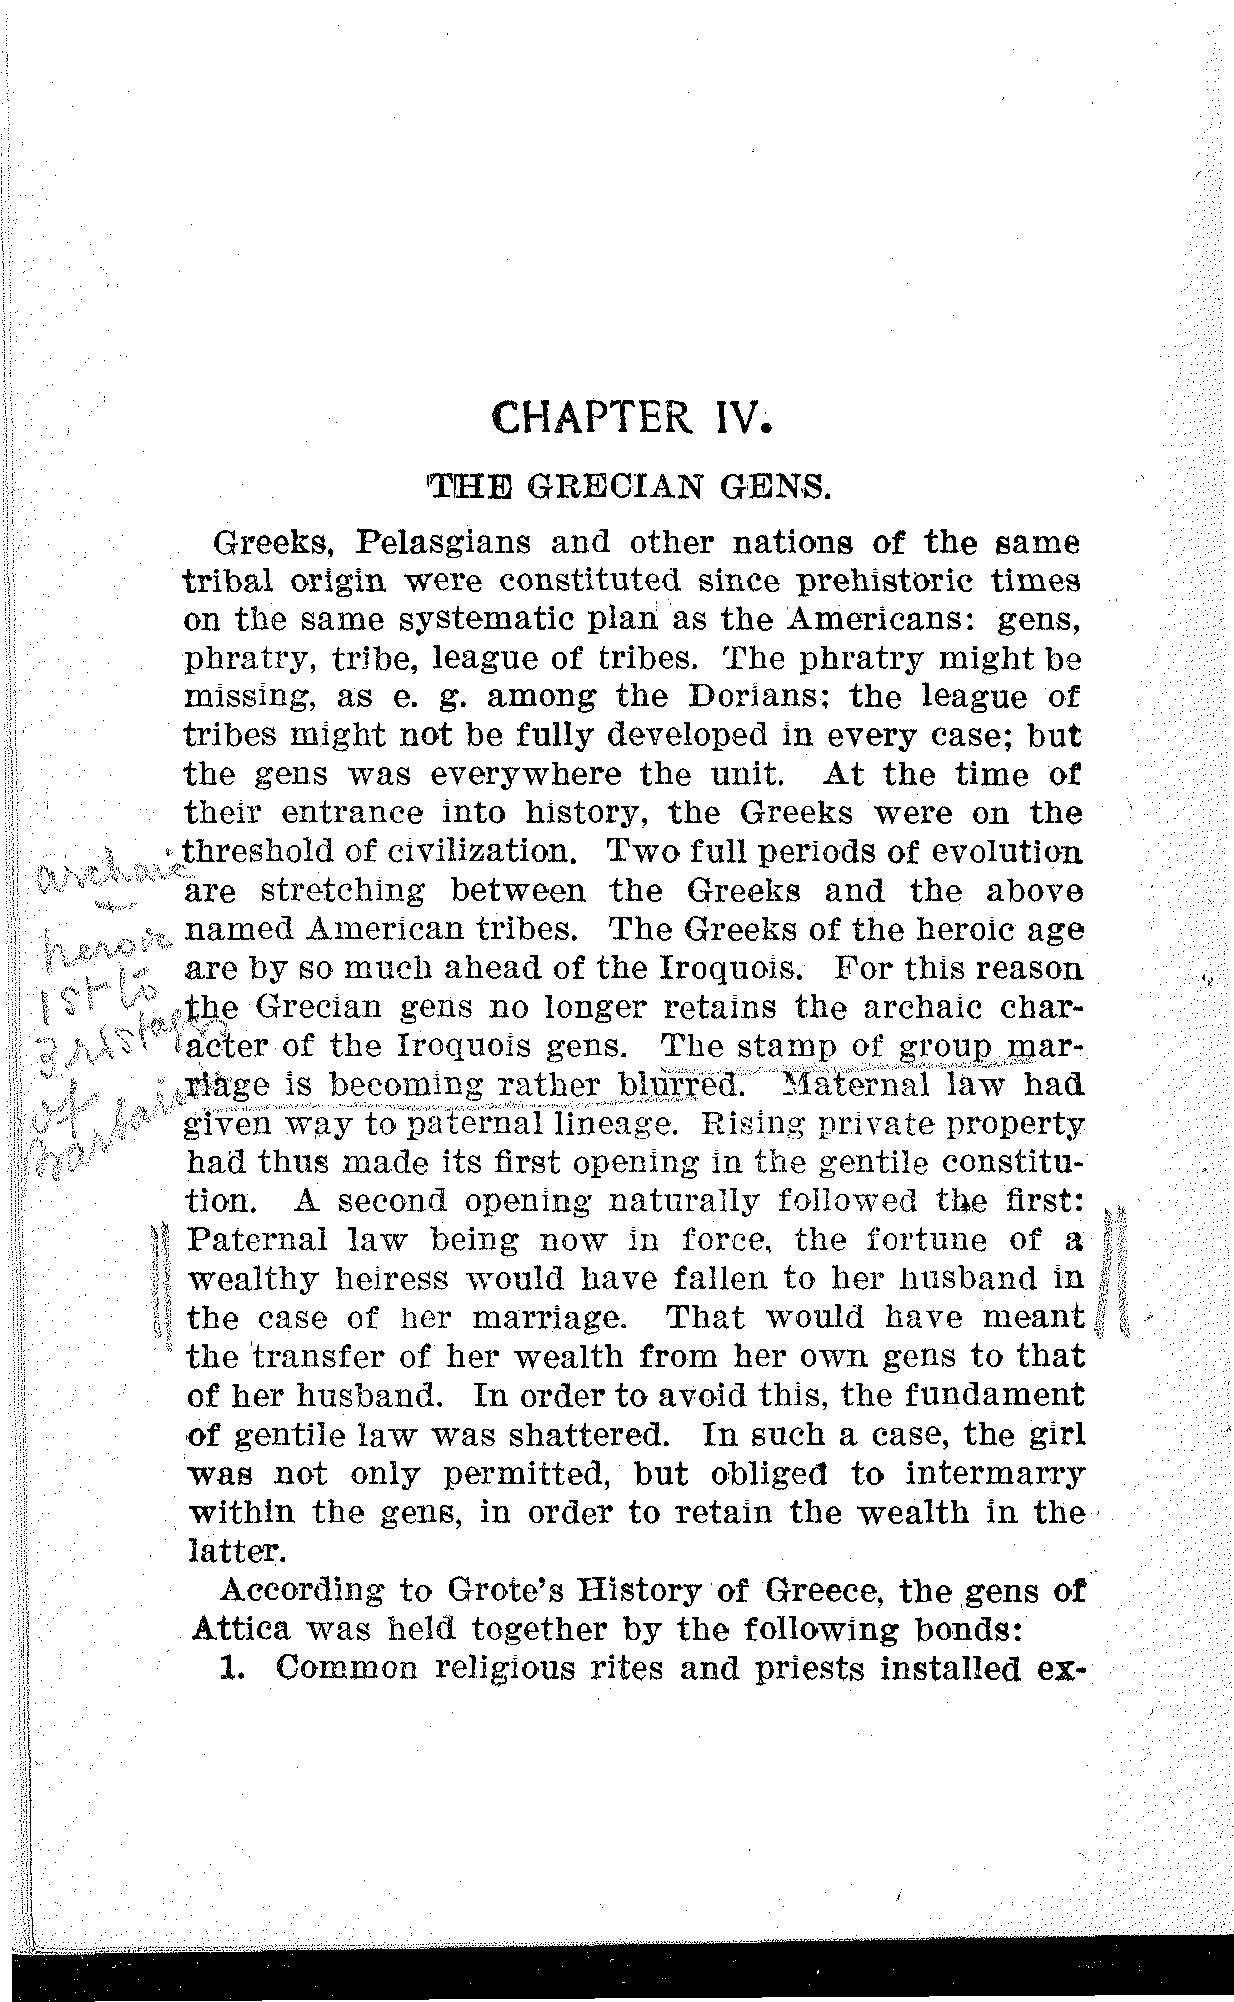 CHAPTER IV.
THE GRECIAN GENS.
Greeks, Pelasgians and other nations of the same
tribal origin were constituted since prehistoric times
on the same systematic plan as the Americans: gens,
phratry, tribe, league of tribes. The phratry might be
missing, as e. g. among the Dorians; the league of
tribes might not be fully developed in every case; but
the gens was everywhere the unit. At the time of
their entrance into history, the Greeks were on the
threshold of civilization. Two full periods of evolution
are stretching between the Greeks and the above
named American tribes. The Greeks of the heroic age
are by so much ahead of the Iroquois. For this reason
the Grecian gens no longer retains the archaic char-
acter of the Iroquois gens. The stamp of group mar-
riage is becoming rather blurred. Maternal law had
given way to paternal lineage. Rising private property
had thus made its first opening in the gentile constitu-
tion. A second opening naturally followed the first:
Paternal law being now in force, the fortune of a
wealthy heiress would have fallen to her husband in
the case of her marriage. That would have meant
the transfer of her wealth from her own gens to that
of her husband. In order to avoid this, the fundament
of gentile law was shattered. In such a case, the girl
was not only permitted, but obliged to intermarry
within the gens, in order to retain the wealth in the
latter.
According to Grote's History of Greece, the gens of
Attica was held together by the following bonds:
1. Common religious rites and priests installed ex-
archaic
heroic
1st to
3rd stage
of